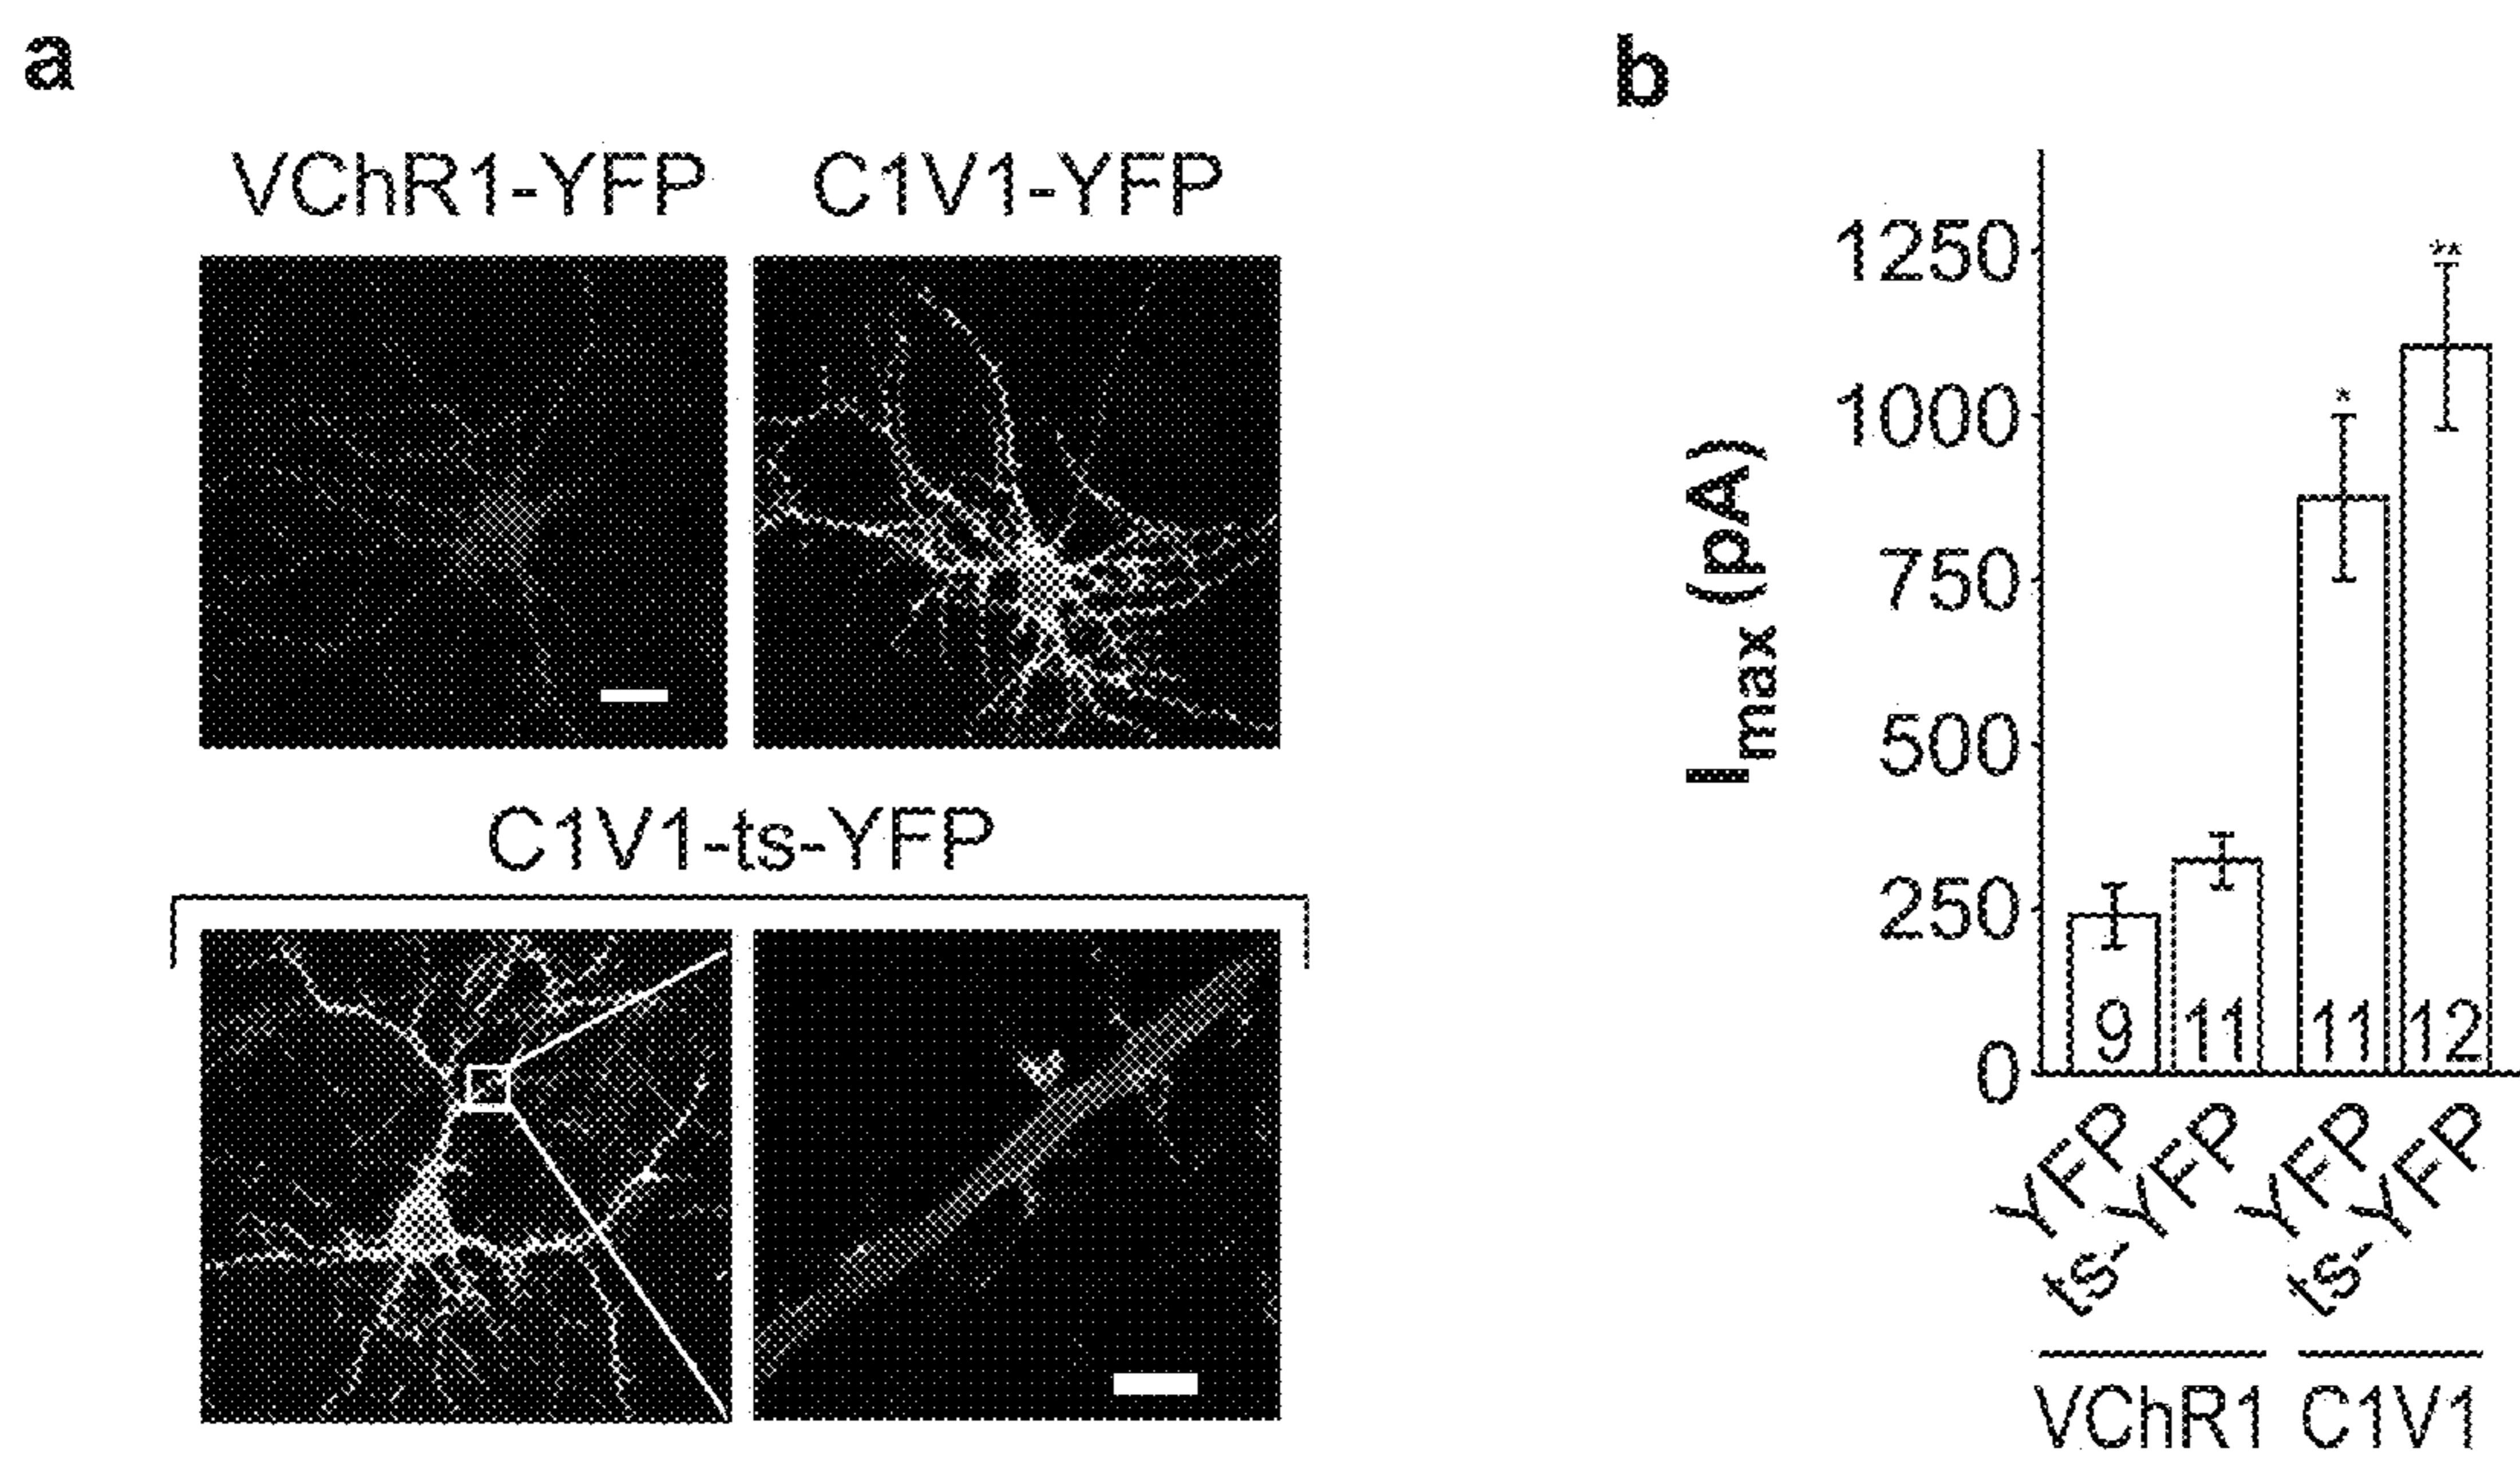 a
VChR1-YFP C1V1-YFP
C1V1-ts-YFP
b
Imax (pA)
1250
1000
750
500
250
0
*
**
9 11 11 12
YFP
ts-YFP
YFP
ts-YFP
VChR1 C1V1